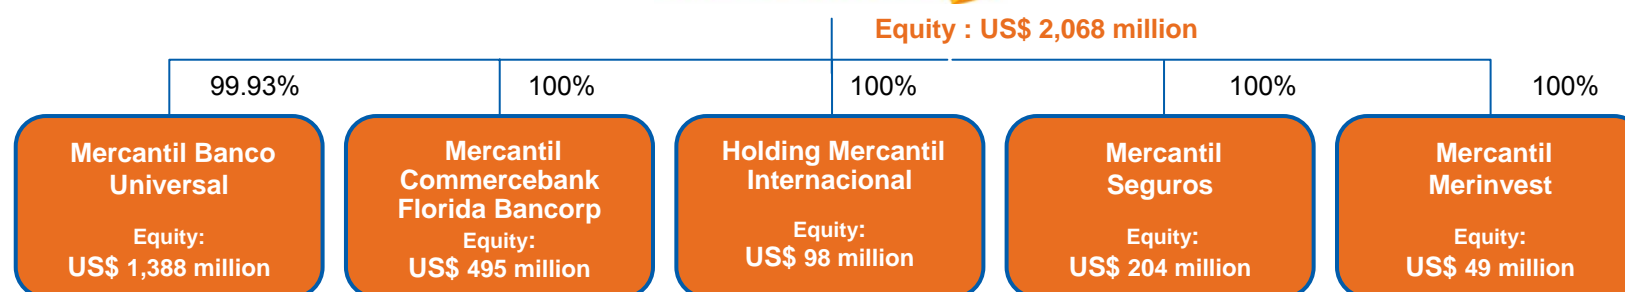 Equity : US$ 2,068 million
99.93%
100%
100%
100%
100%
Mercantil Banco
Universal
Equity:
US$ 1,388 million
Mercantil
Commercebank
Florida Bancorp
Equity:
US$ 495 million
Holding Mercantil
Internacional
Equity:
US$ 98 million
Mercantil
Seguros
Equity:
US$ 204 million
Mercantil
Merinvest
Equity:
US$ 49 million